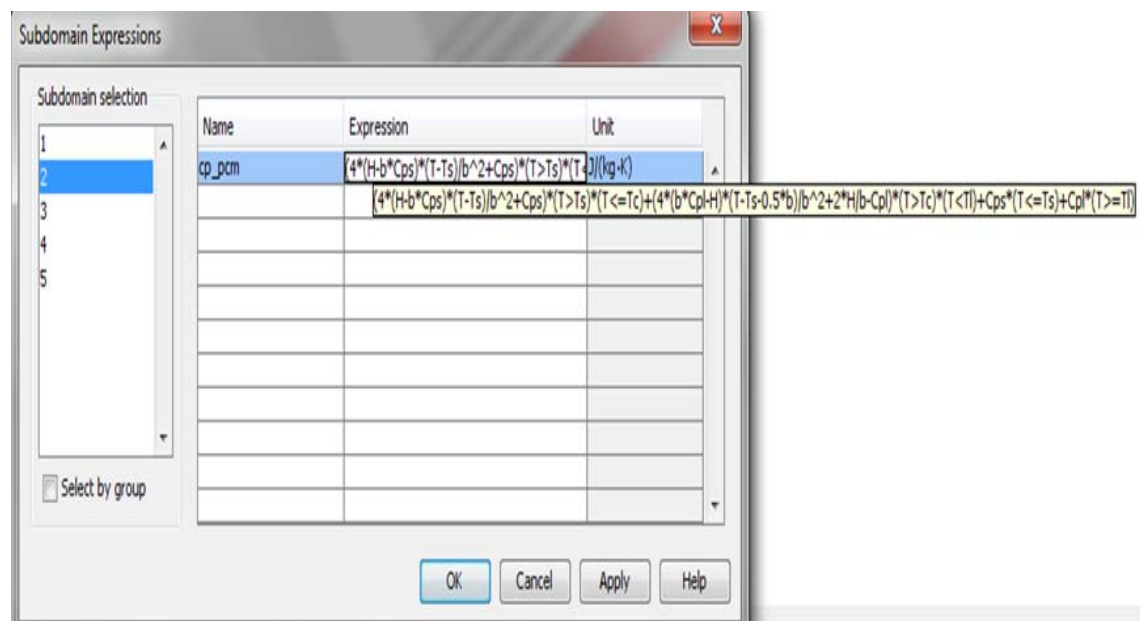 Subdomain Expressions
X
Subdomain selection
1
2
3
4
5
Select by group
Name Expression Unit
cp_pcm (4*(H-b*Cps)*(T-Ts)/b^2+Cps)*(T>Ts)*(T< J/(kg·K)
(4*(H-b*Cps)*(T-Ts)/b^2+Cps)*(T>Ts)*(T<=Tc)+(4*(b*Cpl-H)*(T-Ts-0.5*b)/b^2+2*H/b-Cpl)*(T>Tc)*(T<Tl)+Cps*(T<=Ts)+Cpl*(T>=Tl)
OK Cancel Apply Help